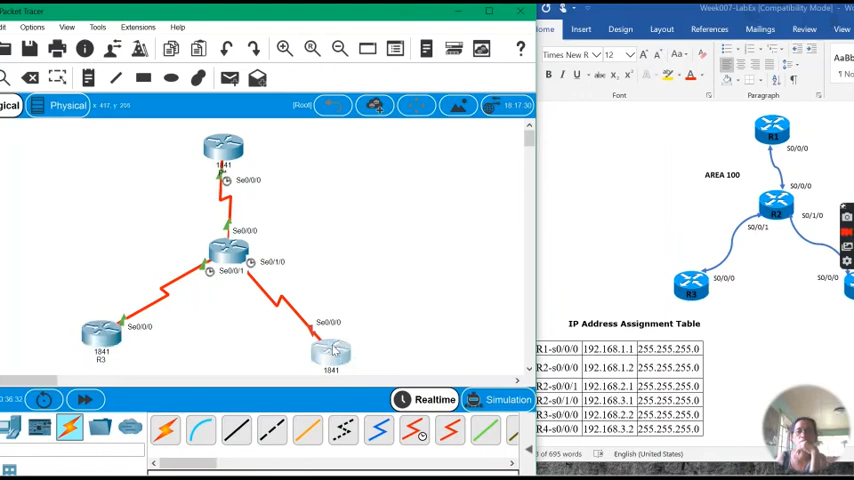 Packet Tracer
Week007-LabEx [Compatibility Mode]
Options
View
Tools
Extensions
Window
Help
Insert
Design
Layout
References
Mailings
Review
View
Times New R
12
Aa
AaBb
Font
Paragraph
Physical
x: 417, y: 255
[Root]
18:17:30
1841
Se0/0/0
Se0/0/0
Se0/1/0
Se0/0/1
Se0/0/0
1841
R3
Se0/0/0
1841
Realtime
Simulation
R1
S0/0/0
AREA 100
S0/0/0
R2
S0/1/0
S0/0/1
S0/0/0
R3
S0/0/0
IP Address Assignment Table
R1-s0/0/0 192.168.1.1 255.255.255.0
R2-s0/0/0 192.168.1.2 255.255.255.0
R2-s0/0/1 192.168.2.1 255.255.255.0
R2-s0/1/0 192.168.3.1 255.255.255.0
R3-s0/0/0 192.168.2.2 255.255.255.0
R4-s0/0/0 192.168.3.2 255.255.255.0
of 695 words
English (United States)